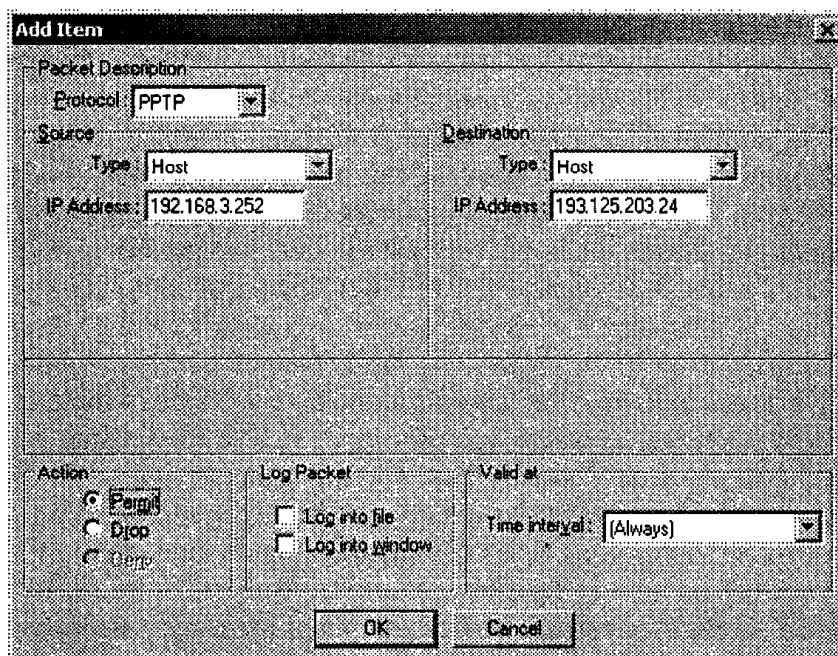 Add Item
Packet Description
Protocol : PPTP
Source
Type : Host
IP Address : 192.168.3.252
Destination
Type : Host
IP Address : 193.125.203.24
Action
Permit
Drop
Deny
Log Packet
Log into file
Log into window
Valid at
Time interval : (Always)
OK
Cancel